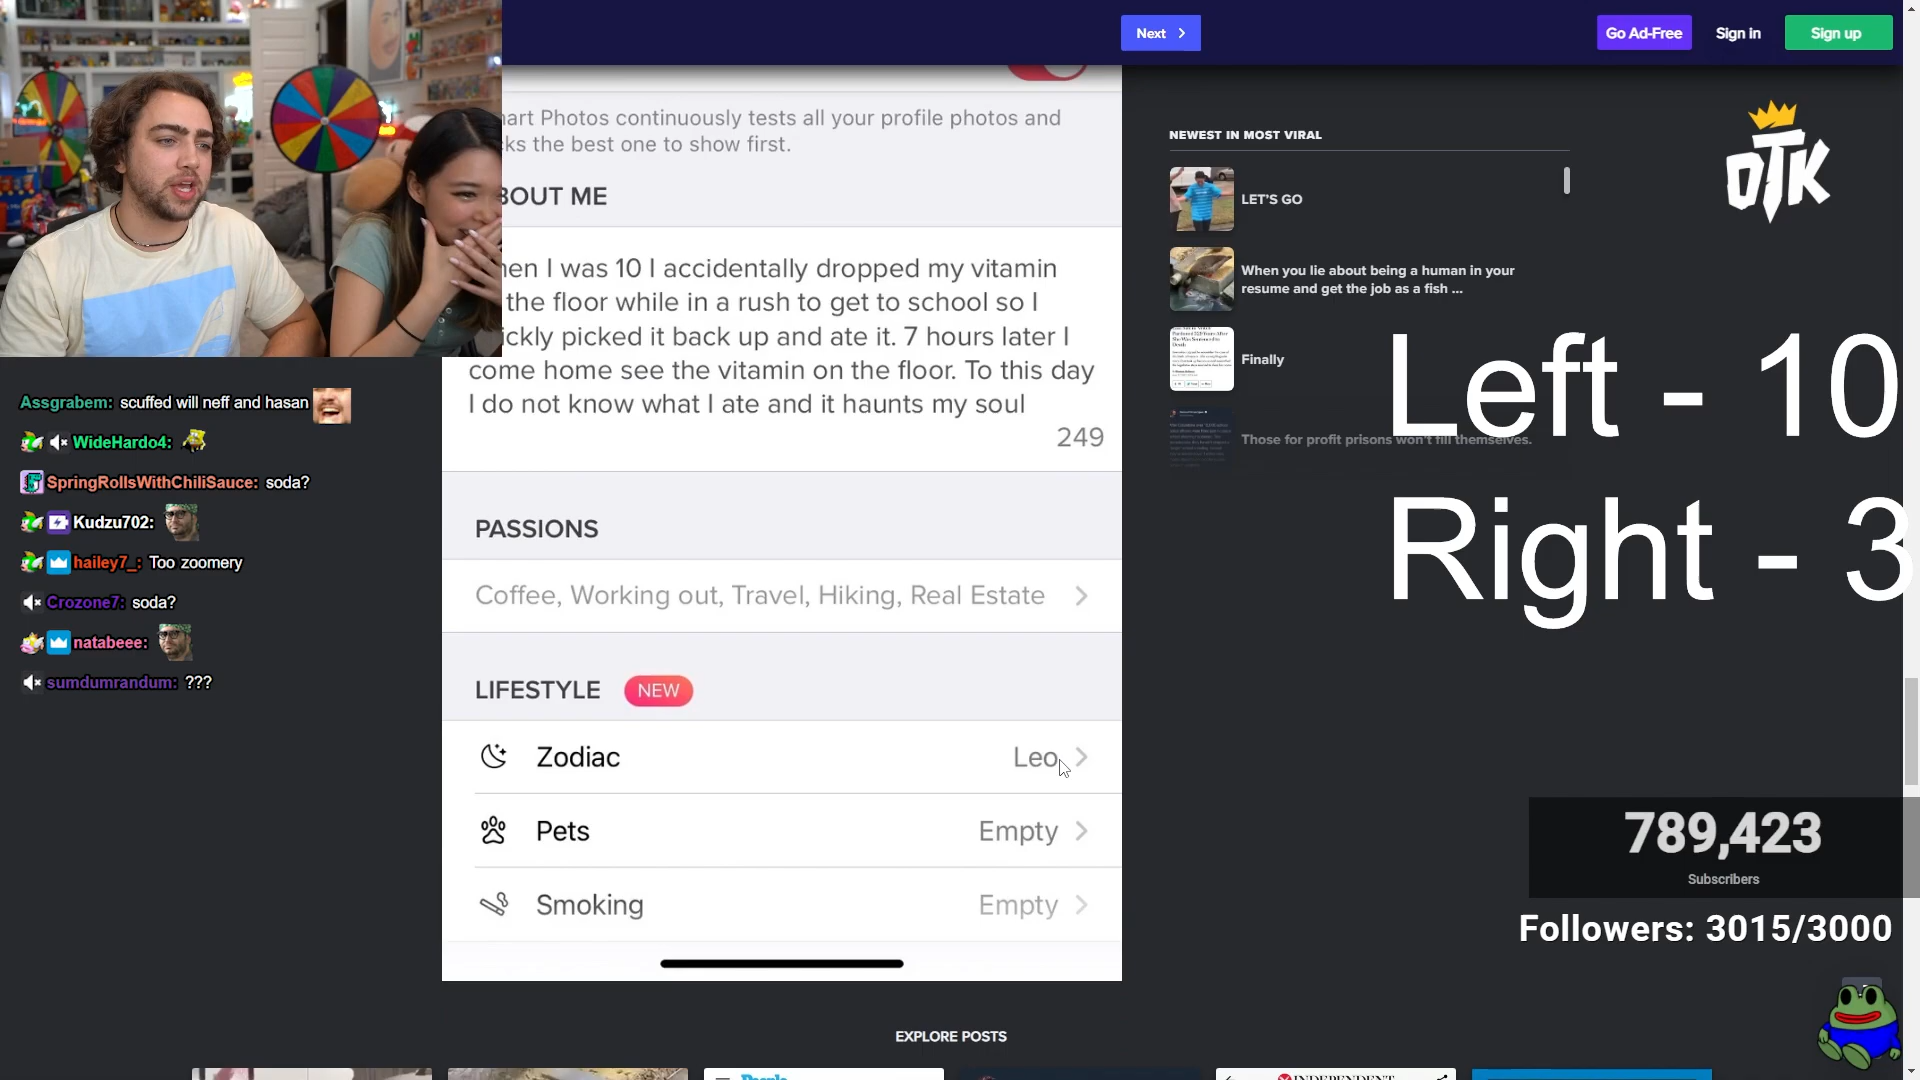 Next
Go Ad-Free
Sign in
Sign up
art Photos continuously tests all your profile photos and
ks the best one to show first.
BOUT ME
en I was 10 I accidentally dropped my vitamin
the floor while in a rush to get to school so I
ickly picked it back up and ate it. 7 hours later I
come home see the vitamin on the floor. To this day
I do not know what I ate and it haunts my soul
249
PASSIONS
Coffee, Working out, Travel, Hiking, Real Estate
LIFESTYLE NEW
Zodiac Leo
Pets Empty
Smoking Empty
Assgrabem: scuffed will neff and hasan
WideHardo4:
SpringRollsWithChiliSauce: soda?
Kudzu702:
hailey7_: Too zoomery
Crozone7: soda?
natabeee:
sumdumrandum: ???
NEWEST IN MOST VIRAL
LET'S GO
When you lie about being a human in your
resume and get the job as a fish ...
Finally
Those for profit prisons won't fill themselves.
OTK
Left - 10
Right - 3
789,423
Subscribers
Followers: 3015/3000
EXPLORE POSTS
People
INDEPENDENT